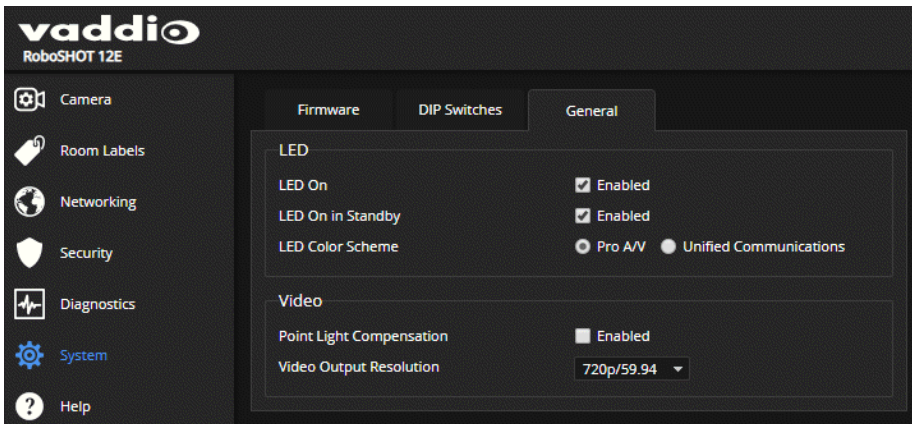 vaddio
RoboSHOT 12E
Camera
Room Labels
Networking
Security
Diagnostics
System
? Help
Firmware DIP Switches General
LED
LED On Enabled
LED On in Standby Enabled
LED Color Scheme Pro A/V Unified Communications
Video
Point Light Compensation Enabled
Video Output Resolution 720p/59.94